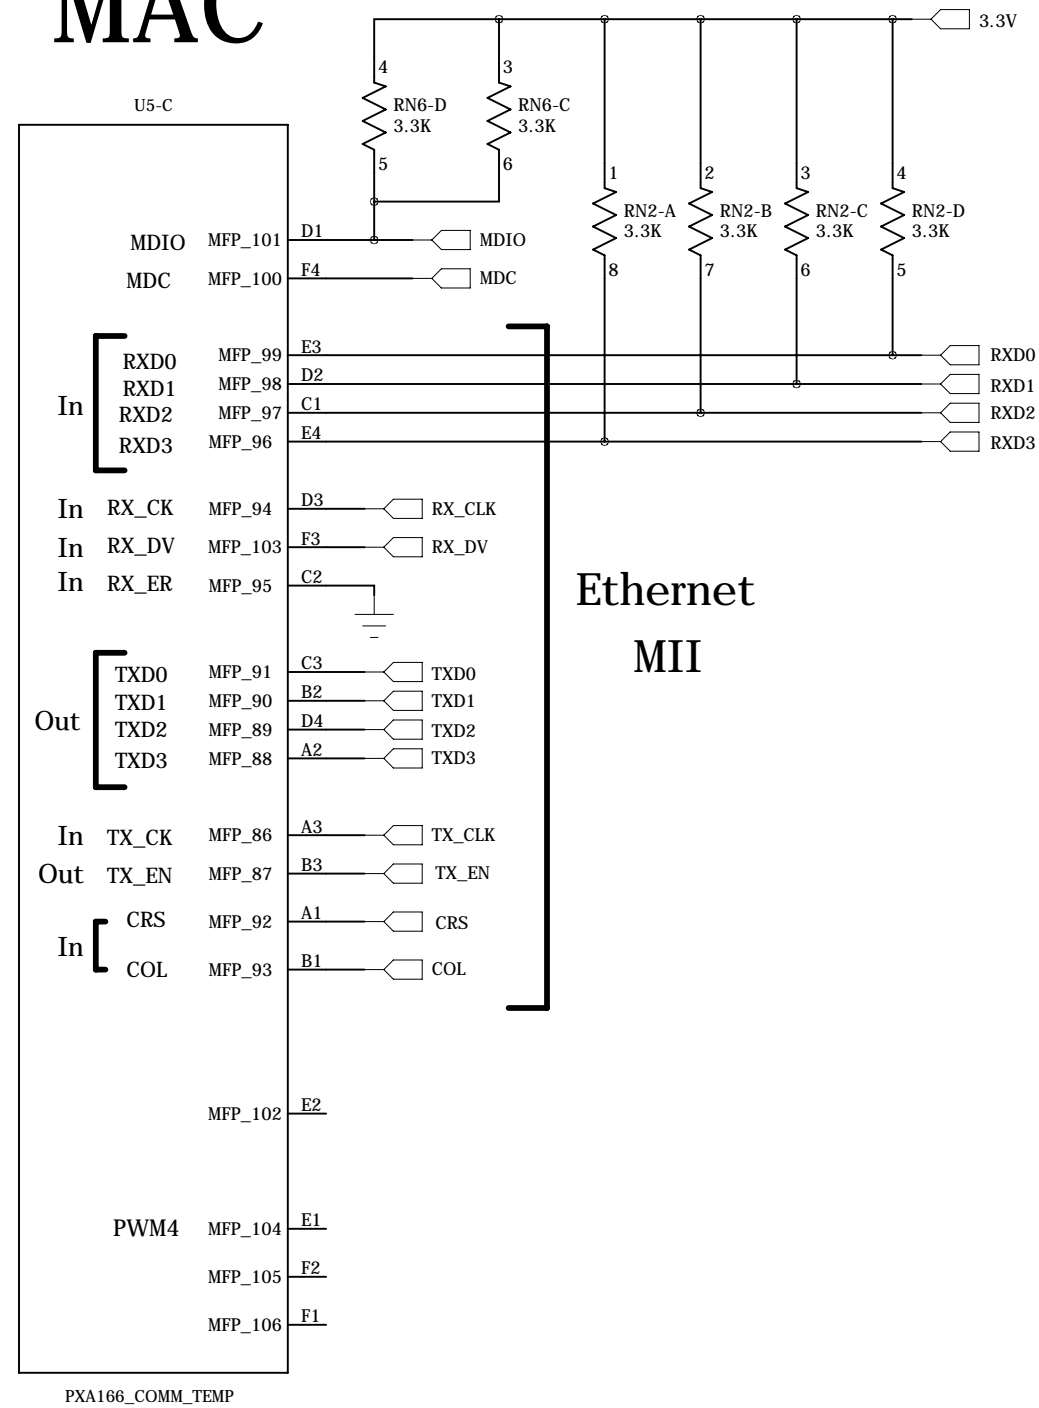 MAC
3.3V
4
RN6-D
3.3K
5
3
RN6-C
3.3K
6
1
RN2-A
3.3K
8
2
RN2-B
3.3K
7
3
RN2-C
3.3K
6
4
RN2-D
3.3K
5
U5-C
MDIO MFP_101 D1 MDIO
MDC MFP_100 F4 MDC
In
RXD0 MFP_99 E3 RXD0
RXD1 MFP_98 D2 RXD1
RXD2 MFP_97 C1 RXD2
RXD3 MFP_96 E4 RXD3
In RX_CK MFP_94 D3 RX_CLK
In RX_DV MFP_103 F3 RX_DV
In RX_ER MFP_95 C2
Ethernet
MII
Out
TXD0 MFP_91 C3 TXD0
TXD1 MFP_90 B2 TXD1
TXD2 MFP_89 D4 TXD2
TXD3 MFP_88 A2 TXD3
In TX_CK MFP_86 A3 TX_CLK
Out TX_EN MFP_87 B3 TX_EN
In
CRS MFP_92 A1 CRS
COL MFP_93 B1 COL
MFP_102 E2
PWM4 MFP_104 E1
MFP_105 F2
MFP_106 F1
PXA166_COMM_TEMP